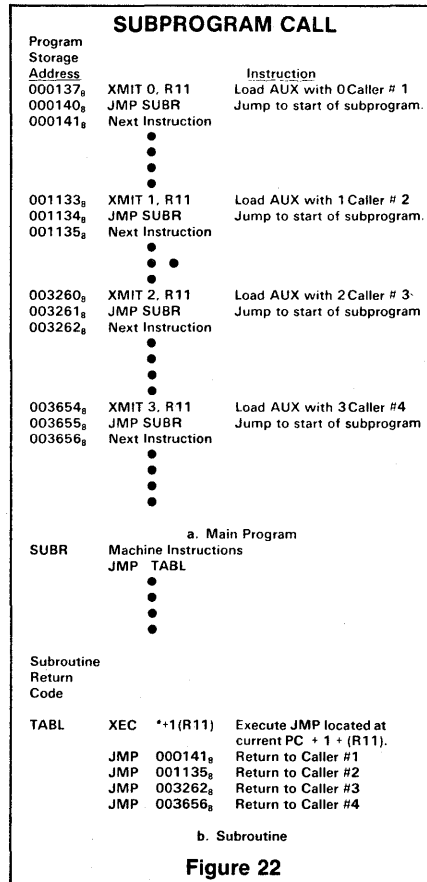 SUBPROGRAM CALL
Program
Storage
Address Instruction
000137₈ XMIT 0, R11 Load AUX with 0 Caller # 1
000140₈ JMP SUBR Jump to start of subprogram.
000141₈ Next Instruction
•
•
•
•
001133₈ XMIT 1, R11 Load AUX with 1 Caller # 2
001134₈ JMP SUBR Jump to start of subprogram.
001135₈ Next Instruction
•
• •
•
003260₈ XMIT 2, R11 Load AUX with 2 Caller # 3
003261₈ JMP SUBR Jump to start of subprogram
003262₈ Next Instruction
•
•
•
•
003654₈ XMIT 3, R11 Load AUX with 3 Caller #4
003655₈ JMP SUBR Jump to start of subprogram
003656₈ Next Instruction
•
•
•
•
a. Main Program
SUBR Machine Instructions
JMP TABL
•
•
•
•
Subroutine
Return
Code
TABL XEC *+1(R11) Execute JMP located at
current PC + 1 + (R11).
JMP 000141₈ Return to Caller #1
JMP 001135₈ Return to Caller #2
JMP 003262₈ Return to Caller #3
JMP 003656₈ Return to Caller #4
b. Subroutine
Figure 22